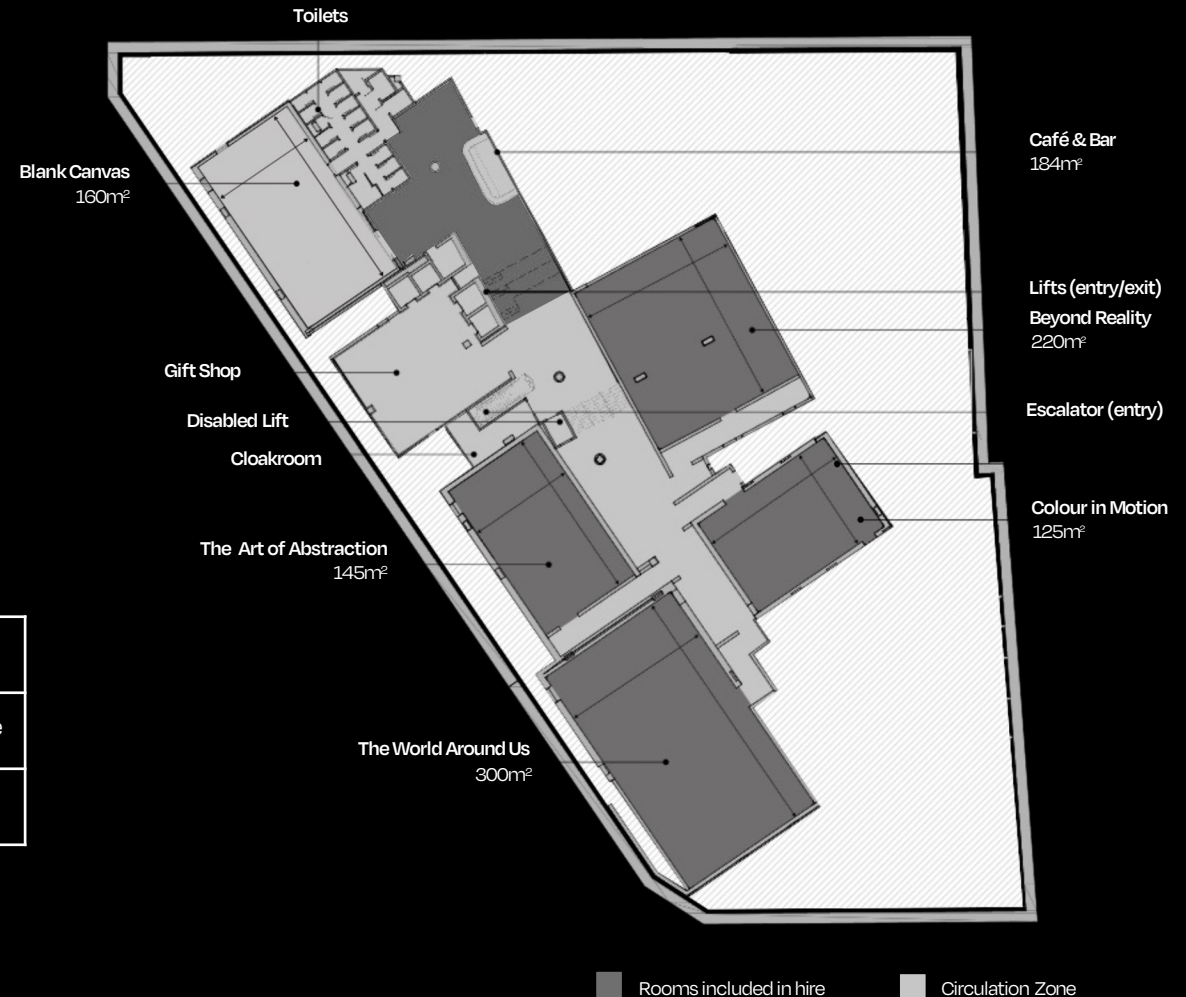 Toilets
Blank Canvas
160m²
Café & Bar
184m²
Lifts (entry/exit)
Beyond Reality
220m²
Gift Shop
Disabled Lift
Escalator (entry)
Cloakroom
Colour in Motion
125m²
The Art of Abstraction
145m²
The World Around Us
300m²
Rooms included in hire
Circulation Zone